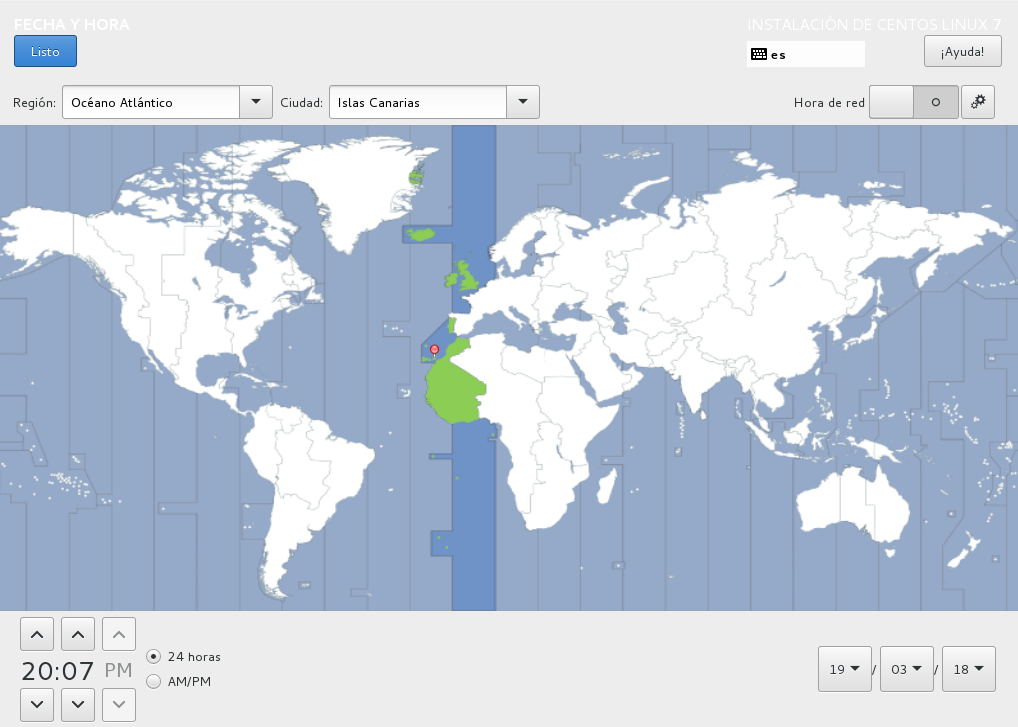 FECHA Y HORA
INSTALACIÓN DE CENTOS LINUX 7
Listo
es
¡Ayuda!
Región: Océano Atlántico Ciudad: Islas Canarias Hora de red O
20:07 PM
24 horas
AM/PM
19 / 03 / 18